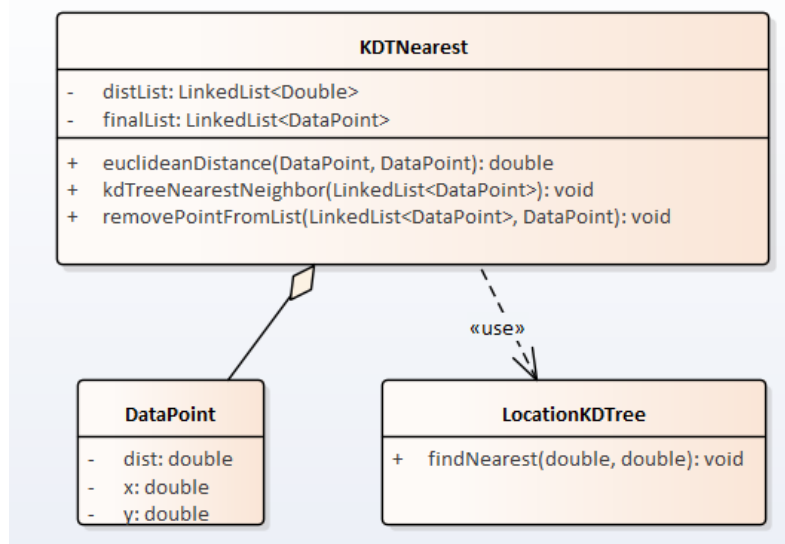 KDTNearest
- distList: LinkedList<Double>
- finalList: LinkedList<DataPoint>
+ euclideanDistance(DataPoint, DataPoint): double
+ kdTreeNearestNeighbor(LinkedList<DataPoint>): void
+ removePointFromList(LinkedList<DataPoint>, DataPoint): void
«use»
DataPoint
- dist: double
- x: double
- y: double
LocationKDTree
+ findNearest(double, double): void